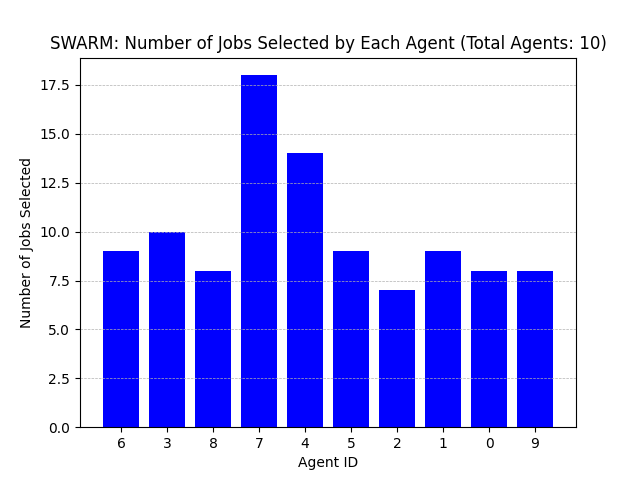 SWARM: Number of Jobs Selected by Each Agent (Total Agents: 10)
17.5
15.0
12.5
10.0
7.5
5.0
2.5
0.0
Number of Jobs Selected
6 3 8 7 4 5 2 1 0 9
Agent ID